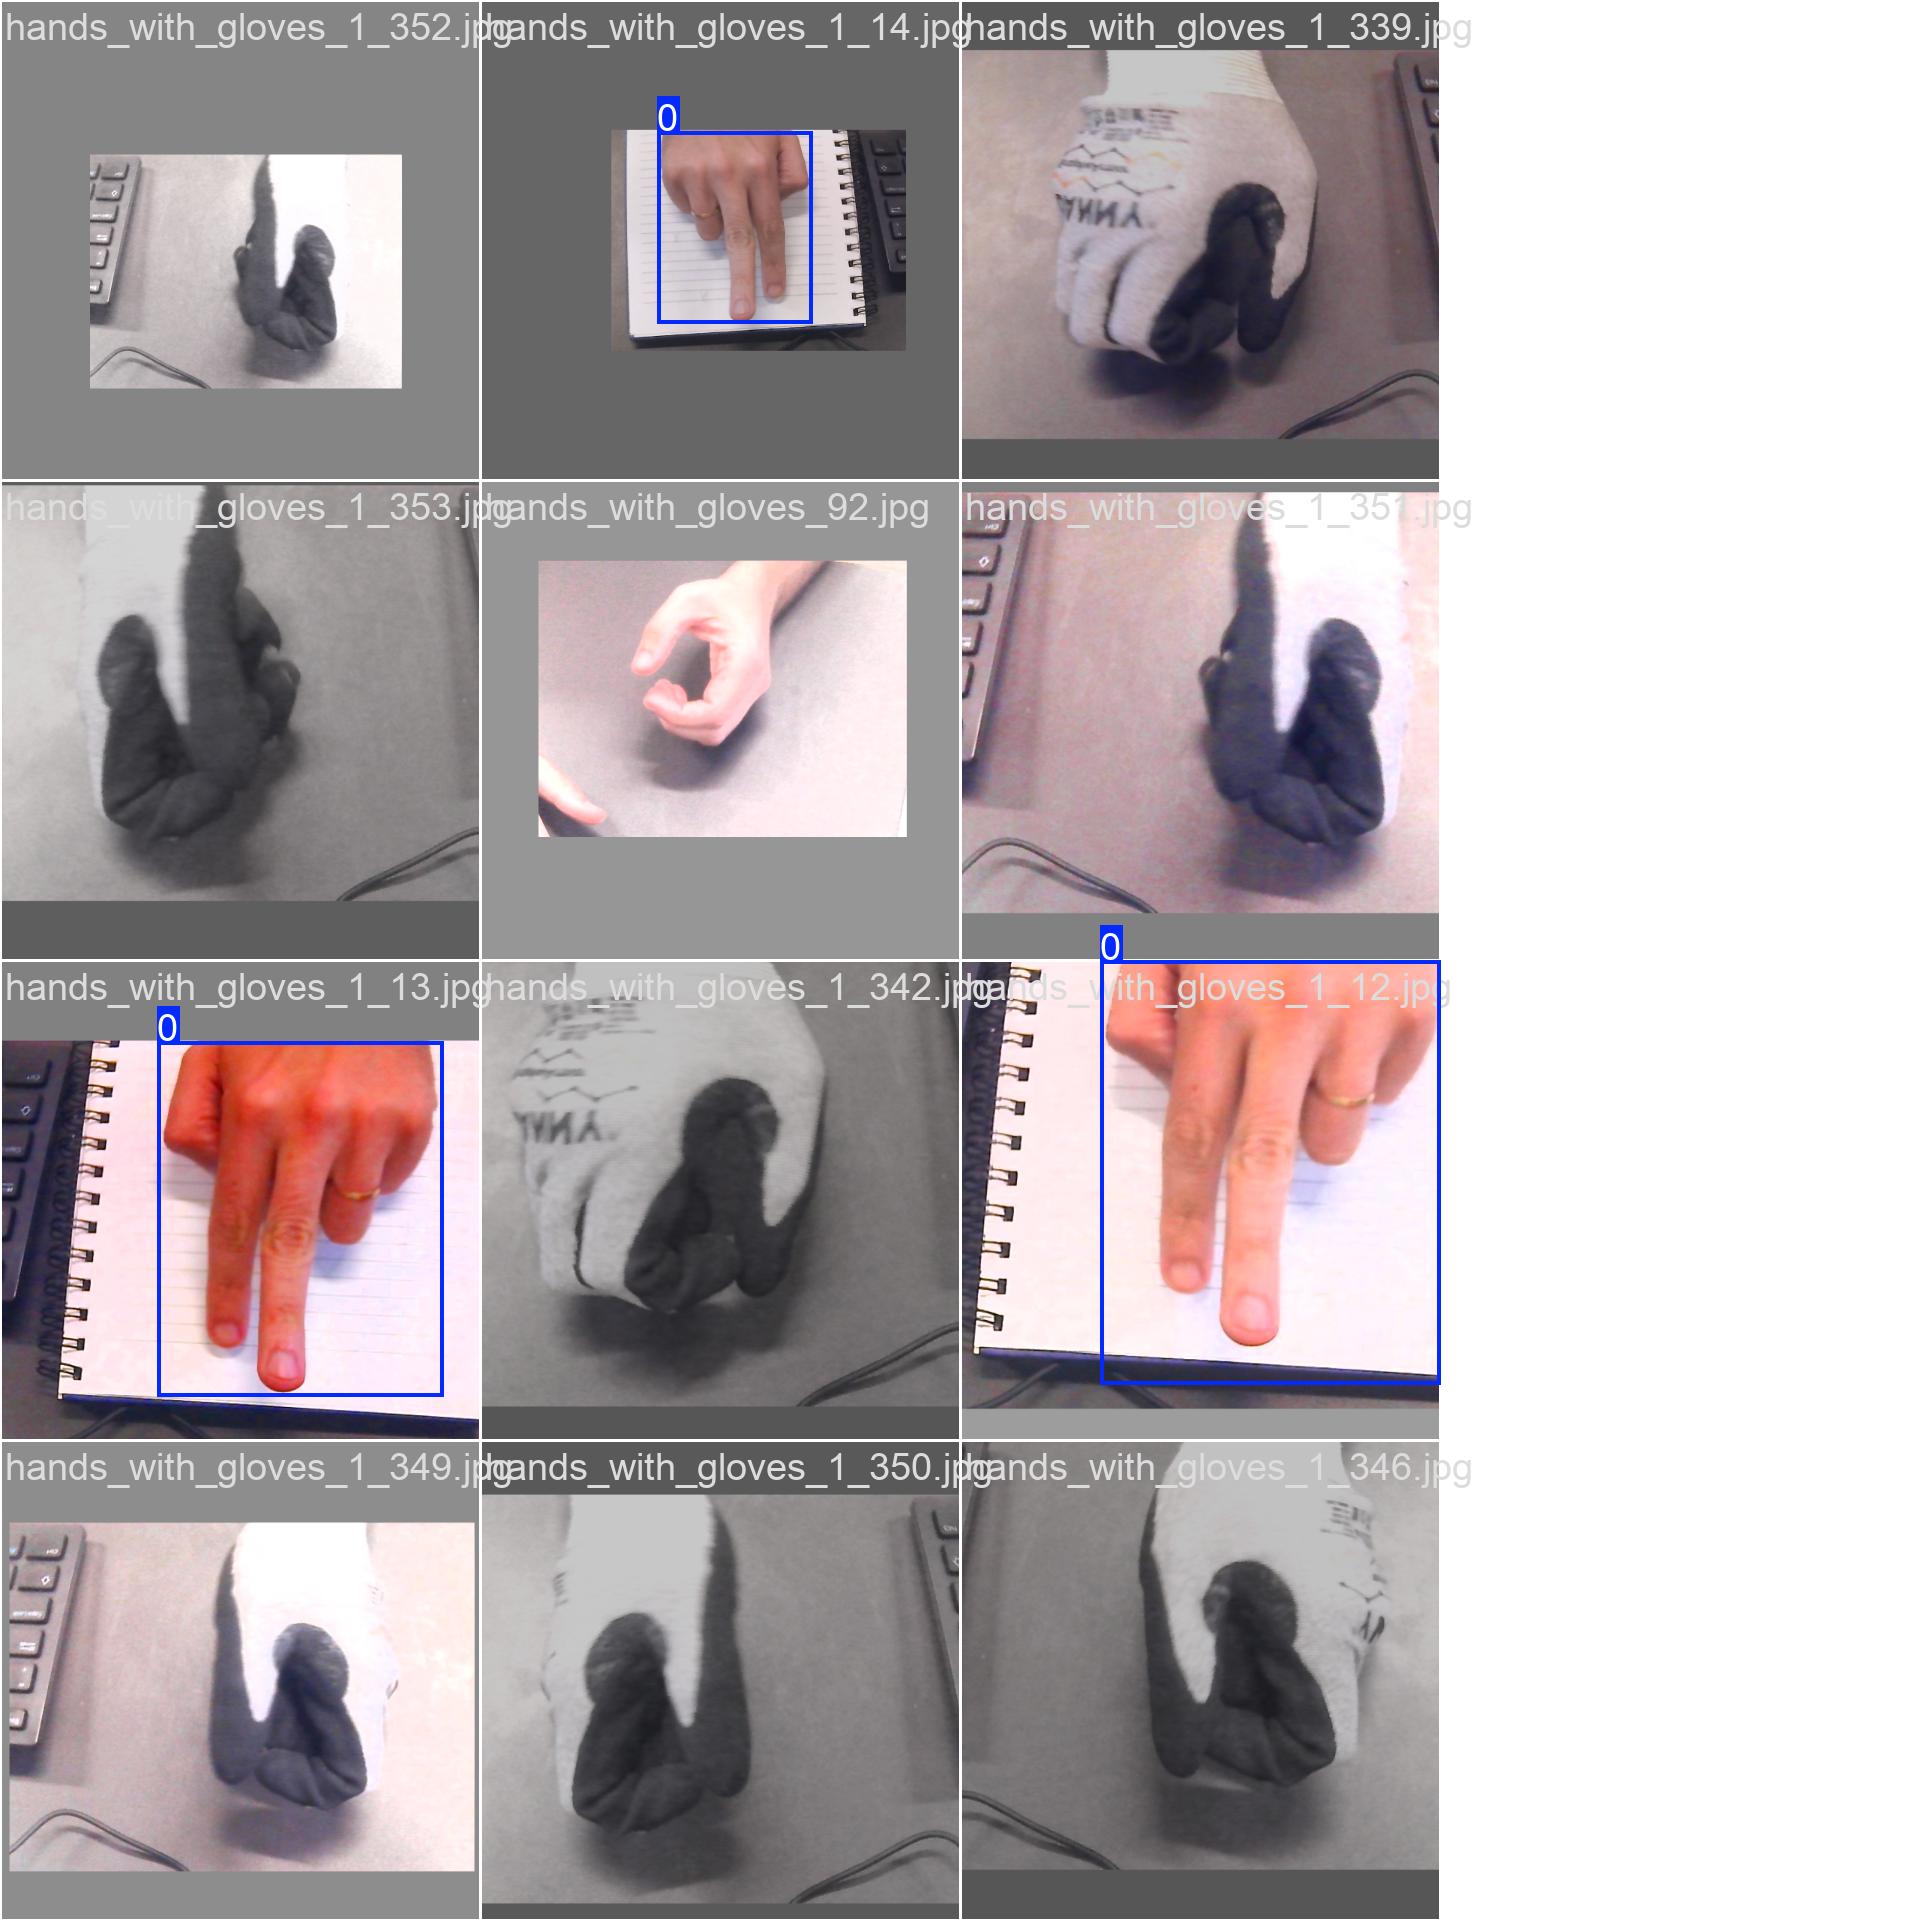 hands_with_gloves_1_352.jpg
hands_with_gloves_1_14.jpg
hands_with_gloves_1_339.jpg
0
hands_with_gloves_1_353.jpg
hands_with_gloves_92.jpg
hands_with_gloves_1_351.jpg
hands_with_gloves_1_13.jpg
hands_with_gloves_1_342.jpg
hands_with_gloves_1_12.jpg
0
0
hands_with_gloves_1_349.jpg
hands_with_gloves_1_350.jpg
hands_with_gloves_1_346.jpg